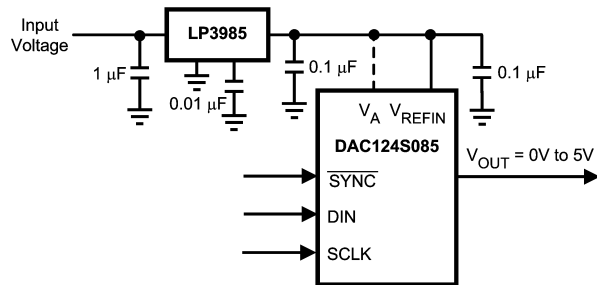 Input
Voltage
LP3985
1 µF
0.01 µF
0.1 µF
0.1 µF
VA VREFIN
DAC124S085
SYNC
DIN
SCLK
VOUT = 0V to 5V